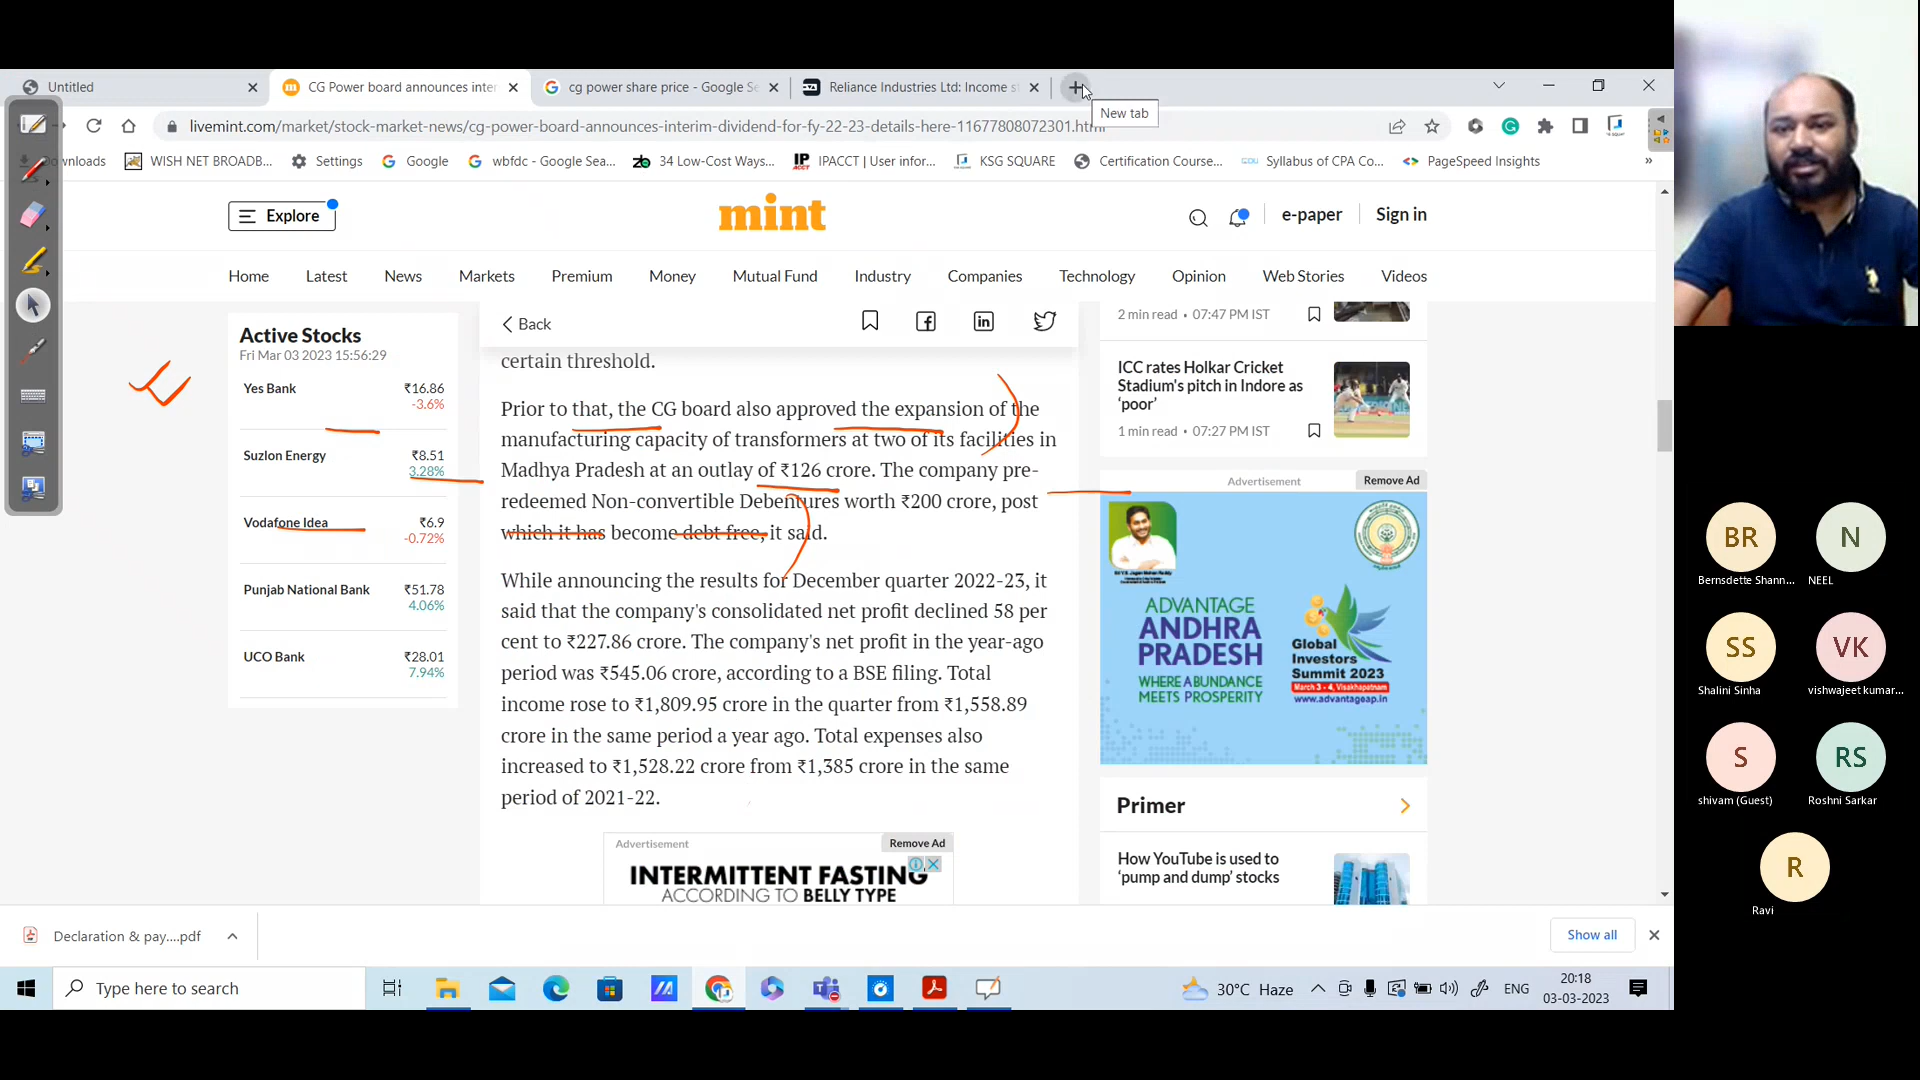 Untitled
CG Power board announces inter
cg power share price - Google Se
Reliance Industries Ltd: Income s
New tab
livemint.com/market/stock-market-news/cg-power-board-announces-interim-dividend-for-fy-22-23-details-here-11677808072301.html
ownloads
WISH NET BROADB...
Settings
Google
wbfdc - Google Sea...
34 Low-Cost Ways...
IPACCT | User infor...
KSG SQUARE
Certification Course...
Syllabus of CPA Co...
PageSpeed Insights
»
Explore
mint
e-paper
Sign in
Home
Latest
News
Markets
Premium
Money
Mutual Fund
Industry
Companies
Technology
Opinion
Web Stories
Videos
Active Stocks
Fri Mar 03 2023 15:56:29
Yes Bank ₹16.86
-3.6%
Suzlon Energy ₹8.51
3.28%
Vodafone Idea ₹6.9
-0.72%
Punjab National Bank ₹51.78
4.06%
UCO Bank ₹28.01
7.94%
Back
certain threshold.
Prior to that, the CG board also approved the expansion of the
manufacturing capacity of transformers at two of its facilities in
Madhya Pradesh at an outlay of ₹126 crore. The company pre-
redeemed Non-convertible Debentures worth ₹200 crore, post
which it has become debt free, it said.
While announcing the results for December quarter 2022-23, it
said that the company's consolidated net profit declined 58 per
cent to ₹227.86 crore. The company's net profit in the year-ago
period was ₹545.06 crore, according to a BSE filing. Total
income rose to ₹1,809.95 crore in the quarter from ₹1,558.89
crore in the same period a year ago. Total expenses also
increased to ₹1,528.22 crore from ₹1,385 crore in the same
period of 2021-22.
Advertisement
Remove Ad
INTERMITTENT FASTING
ACCORDING TO BELLY TYPE
2 min read • 07:47 PM IST
ICC rates Holkar Cricket
Stadium's pitch in Indore as
‘poor’
1 min read • 07:27 PM IST
Advertisement
Remove Ad
ADVANTAGE
ANDHRA
PRADESH
WHERE ABUNDANCE
MEETS PROSPERITY
Global
Investors
Summit 2023
March 3 - 4, Visakhapatnam
www.advantageap.in
Primer
How YouTube is used to
‘pump and dump’ stocks
Declaration & pay....pdf
Show all
Type here to search
30°C Haze
ENG
20:18
03-03-2023
BR
Bernsdette Shann...
N
NEEL
SS
Shalini Sinha
VK
vishwajeet kumar...
S
shivam (Guest)
RS
Roshni Sarkar
R
Ravi